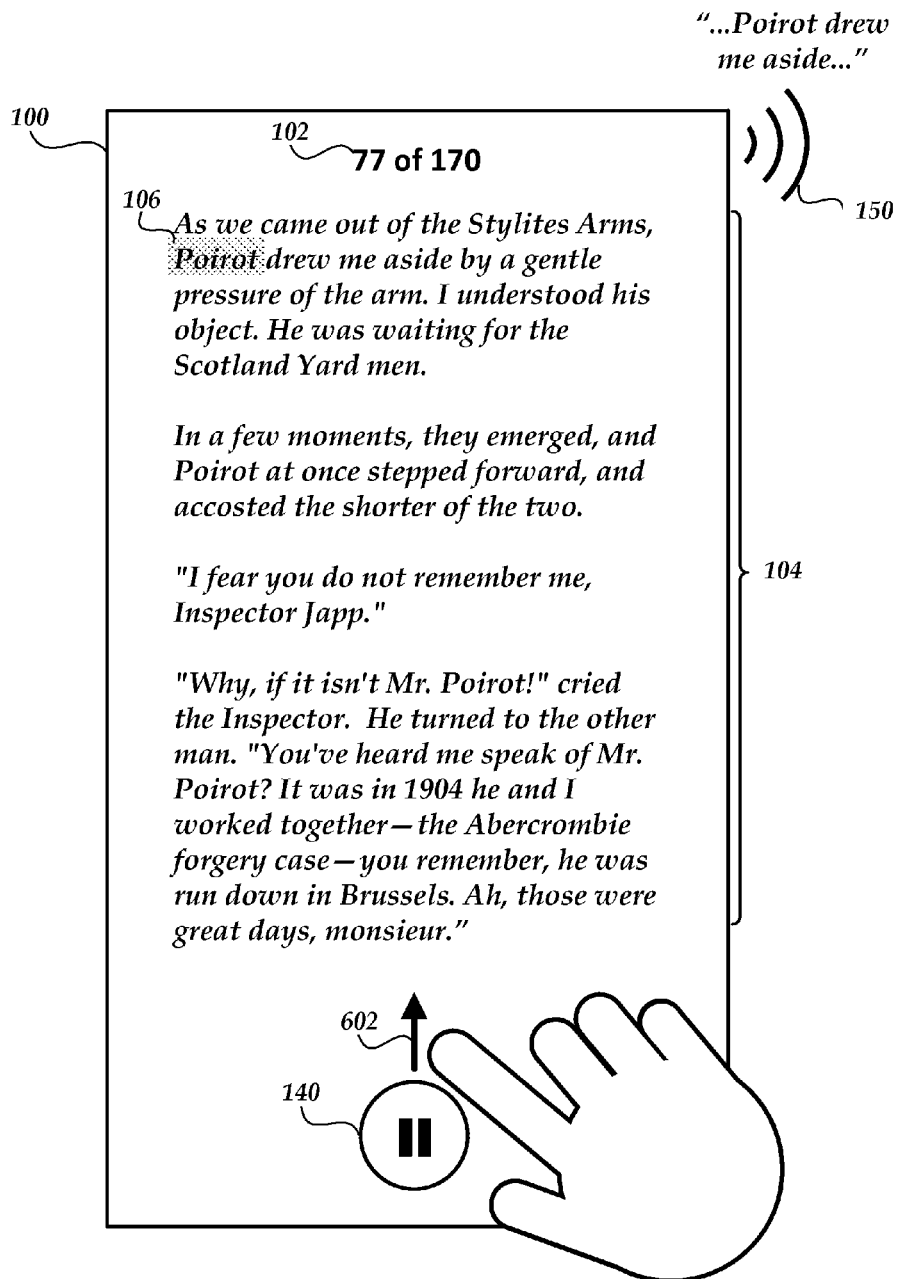 “...Poirot drew
me aside...”
100
102
77 of 170
150
106
As we came out of the Stylites Arms,
Poirot drew me aside by a gentle
pressure of the arm. I understood his
object. He was waiting for the
Scotland Yard men.
In a few moments, they emerged, and
Poirot at once stepped forward, and
accosted the shorter of the two.
"I fear you do not remember me,
Inspector Japp."
104
"Why, if it isn't Mr. Poirot!" cried
the Inspector.  He turned to the other
man. "You've heard me speak of Mr.
Poirot? It was in 1904 he and I
worked together—the Abercrombie
forgery case—you remember, he was
run down in Brussels. Ah, those were
great days, monsieur.”
602
140